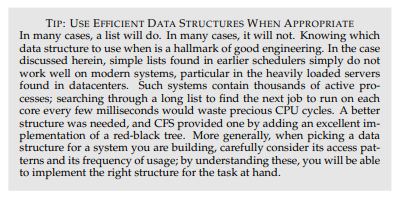 TIP: USE EFFICIENT DATA STRUCTURES WHEN APPROPRIATE
In many cases, a list will do. In many cases, it will not. Knowing which
data structure to use when is a hallmark of good engineering. In the case
discussed herein, simple lists found in earlier schedulers simply do not
work well on modern systems, particular in the heavily loaded servers
found in datacenters. Such systems contain thousands of active pro-
cesses; searching through a long list to find the next job to run on each
core every few milliseconds would waste precious CPU cycles. A better
structure was needed, and CFS provided one by adding an excellent im-
plementation of a red-black tree. More generally, when picking a data
structure for a system you are building, carefully consider its access pat-
terns and its frequency of usage; by understanding these, you will be able
to implement the right structure for the task at hand.